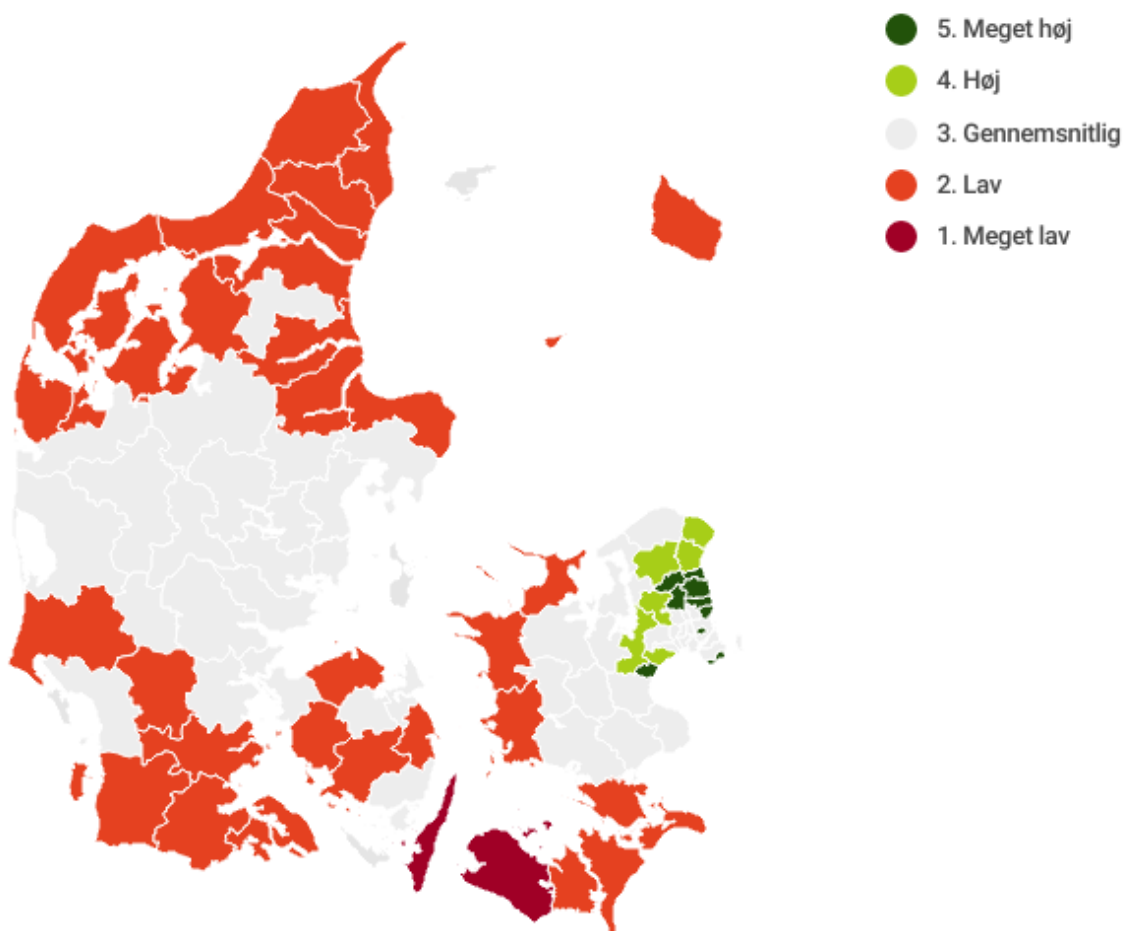 5. Meget høj
4. Høj
3. Gennemsnitlig
2. Lav
1. Meget lav